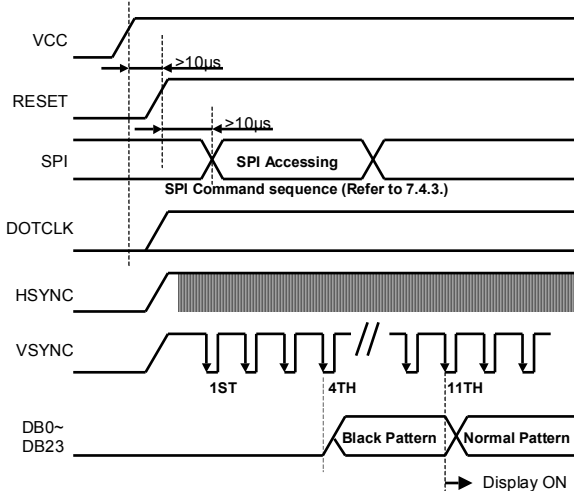 VCC
>10µs
RESET
>10µs
SPI
SPI Accessing
SPI Command sequence (Refer to 7.4.3.)
DOTCLK
HSYNC
VSYNC
1ST
4TH
11TH
DB0~
DB23
Black Pattern
Normal Pattern
Display ON